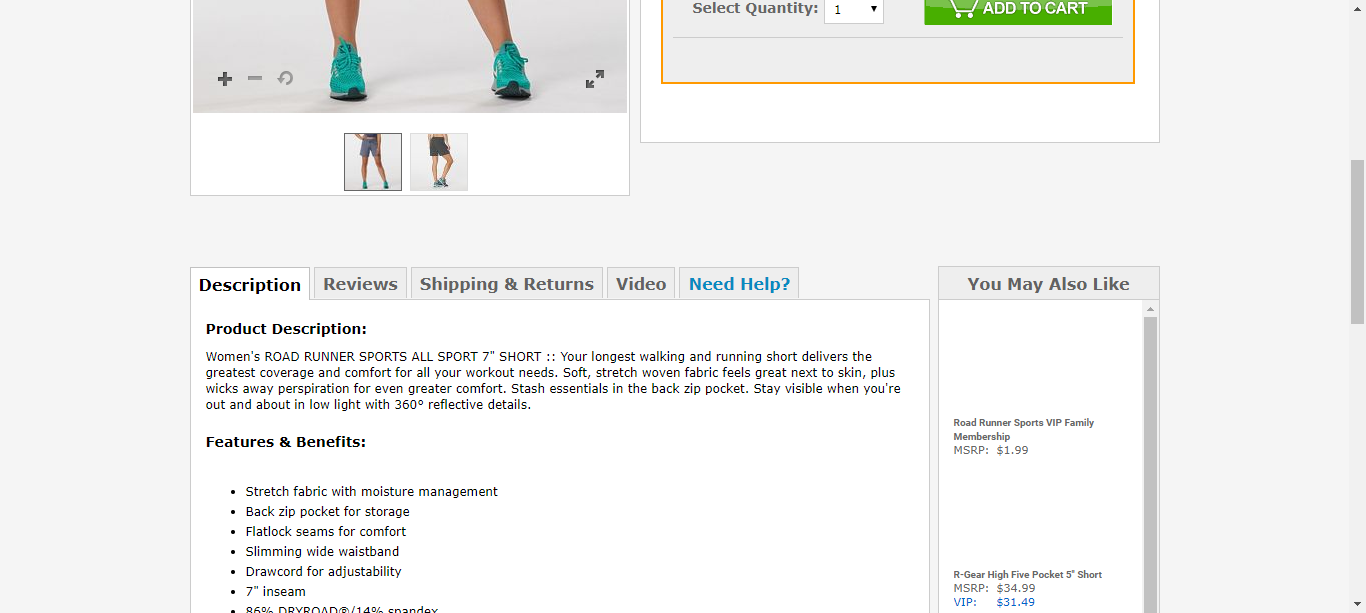 Select Quantity: 1 ADD TO CART
Description Reviews Shipping & Returns Video Need Help?
You May Also Like
Product Description:
Women's ROAD RUNNER SPORTS ALL SPORT 7" SHORT :: Your longest walking and running short delivers the
greatest coverage and comfort for all your workout needs. Soft, stretch woven fabric feels great next to skin, plus
wicks away perspiration for even greater comfort. Stash essentials in the back zip pocket. Stay visible when you're
out and about in low light with 360° reflective details.
Features & Benefits:
• Stretch fabric with moisture management
• Back zip pocket for storage
• Flatlock seams for comfort
• Slimming wide waistband
• Drawcord for adjustability
• 7" inseam
• 86% DRYROAD®/14% spandex
Road Runner Sports VIP Family
Membership
MSRP: $1.99
R-Gear High Five Pocket 5" Short
MSRP: $34.99
VIP: $31.49